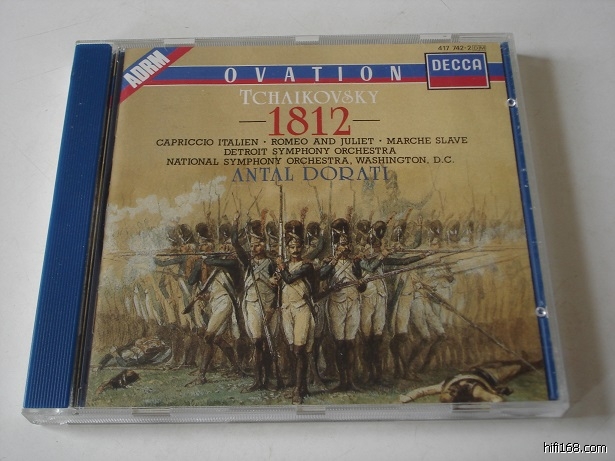 417 742-2 DM
ADRM
OVATION
DECCA
TCHAIKOVSKY
1812
CAPRICCIO ITALIEN · ROMEO AND JULIET · MARCHE SLAVE
DETROIT SYMPHONY ORCHESTRA
NATIONAL SYMPHONY ORCHESTRA, WASHINGTON, D.C.
ANTAL DORATI
hifi168.com